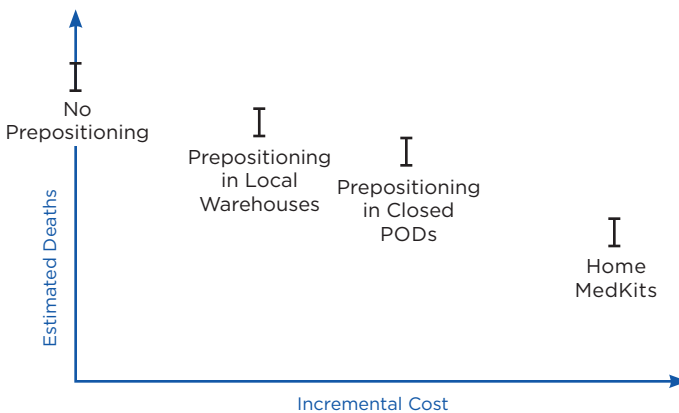 No
Prepositioning
Prepositioning
in Local
Warehouses
Prepositioning
in Closed
PODs
Home
MedKits
Estimated Deaths
Incremental Cost